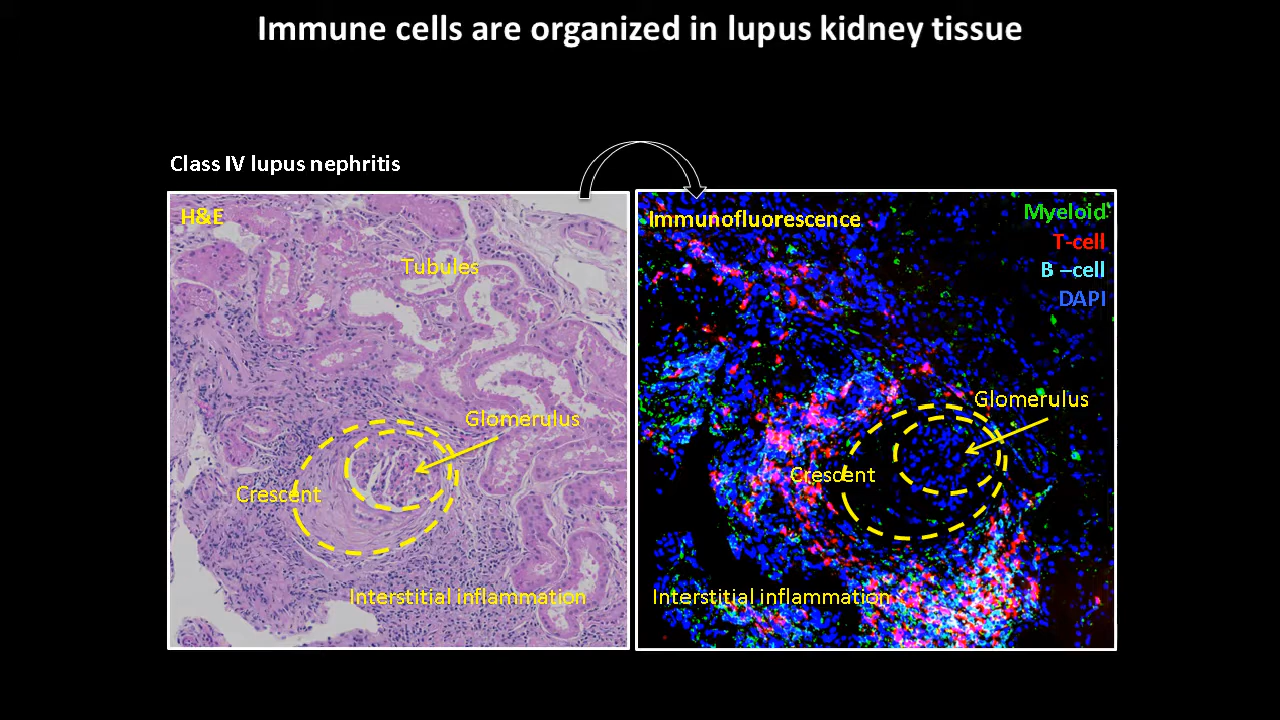 Immune cells are organized in lupus kidney tissue
Class IV lupus nephritis
H&E
Tubules
Glomerulus
Crescent
Interstitial inflammation
Immunofluorescence
Myeloid
T-cell
B –cell
DAPI
Glomerulus
Crescent
Interstitial inflammation